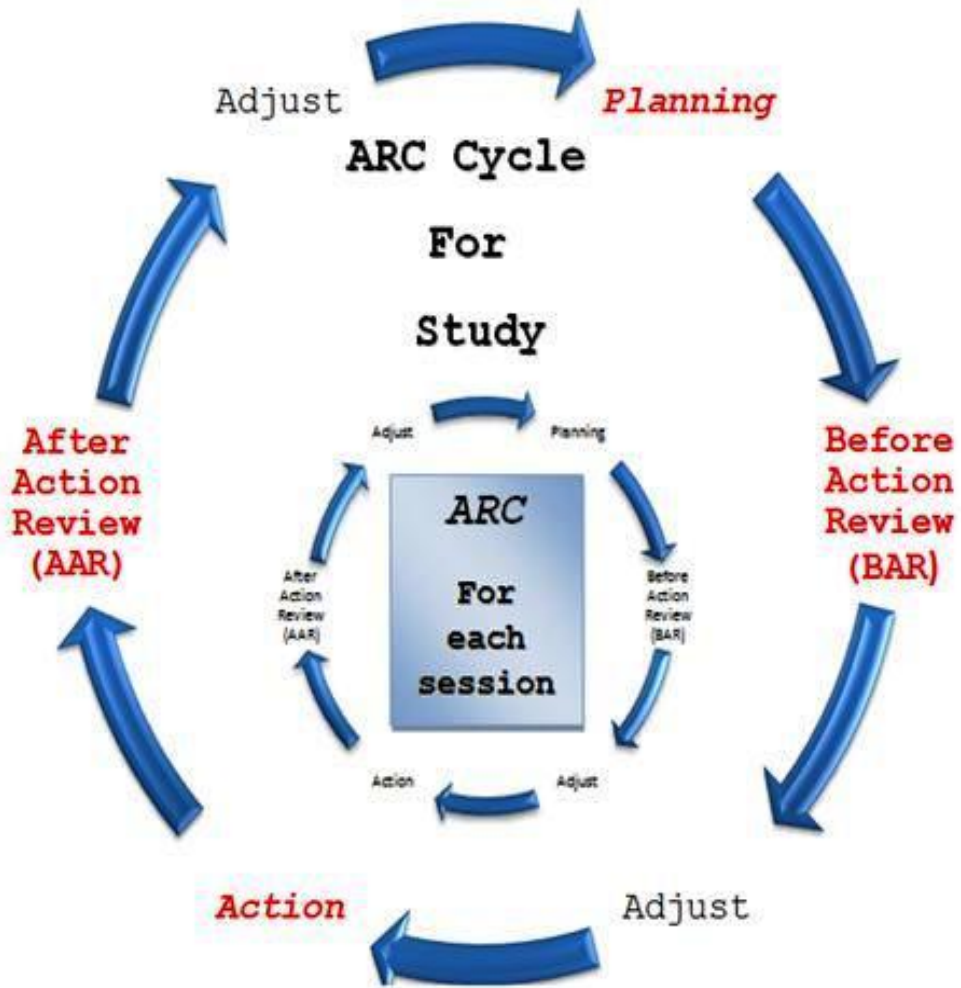 Adjust
Planning
ARC Cycle
For
Study
After
Action
Review
(AAR)
Before
Action
Review
(BAR)
Adjust
Planning
ARC
For
each
session
After
Action
Review
(AAR)
Before
Action
Review
(BAR)
Action
Adjust
Action
Adjust